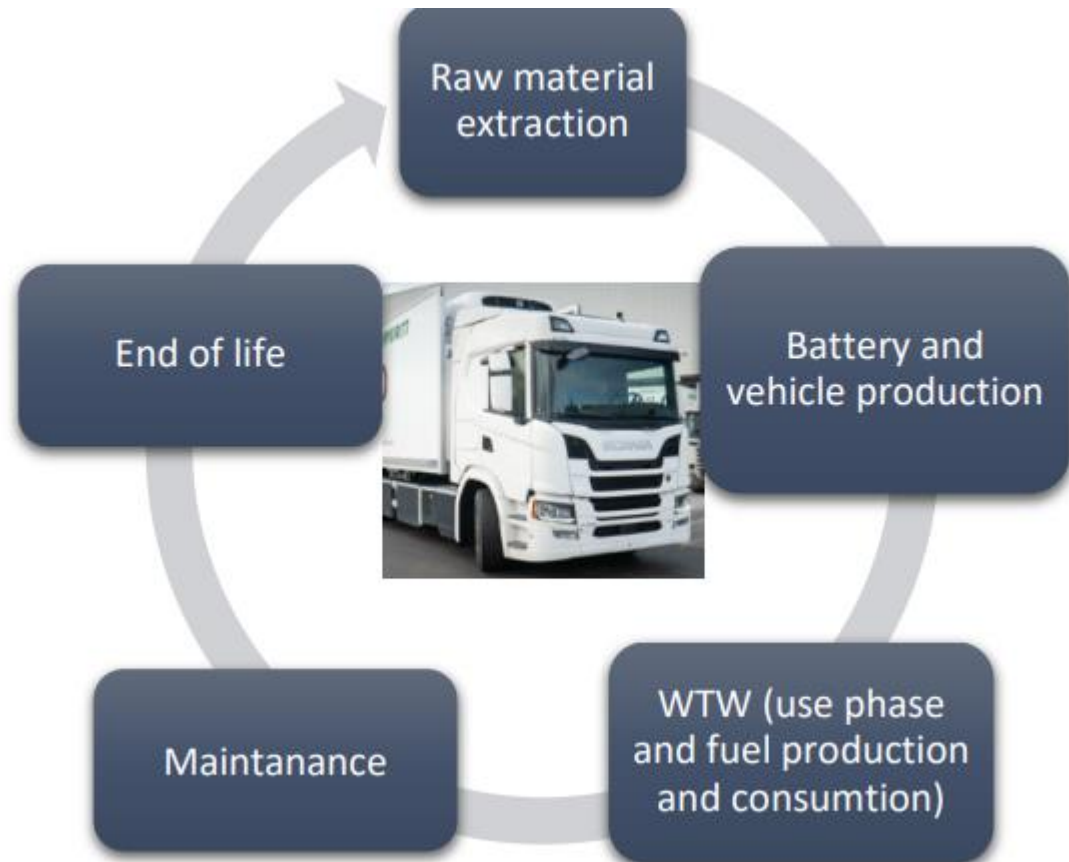 Raw material
extraction
Battery and
vehicle production
WTW (use phase
and fuel production
and consumtion)
Maintanance
End of life
SCANIA